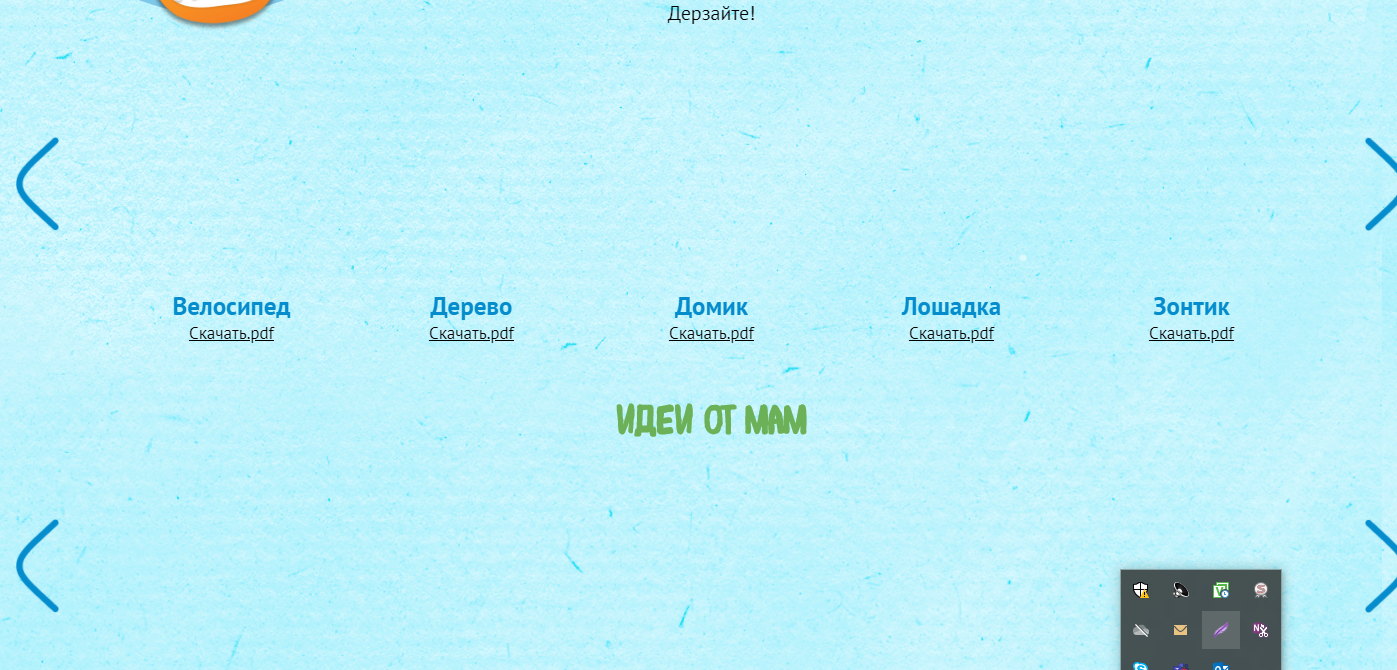 Дерзайте!
Велосипед Дерево Домик Лошадка Зонтик
Скачать.pdf Скачать.pdf Скачать.pdf Скачать.pdf Скачать.pdf
ИДЕИ ОТ МАМ